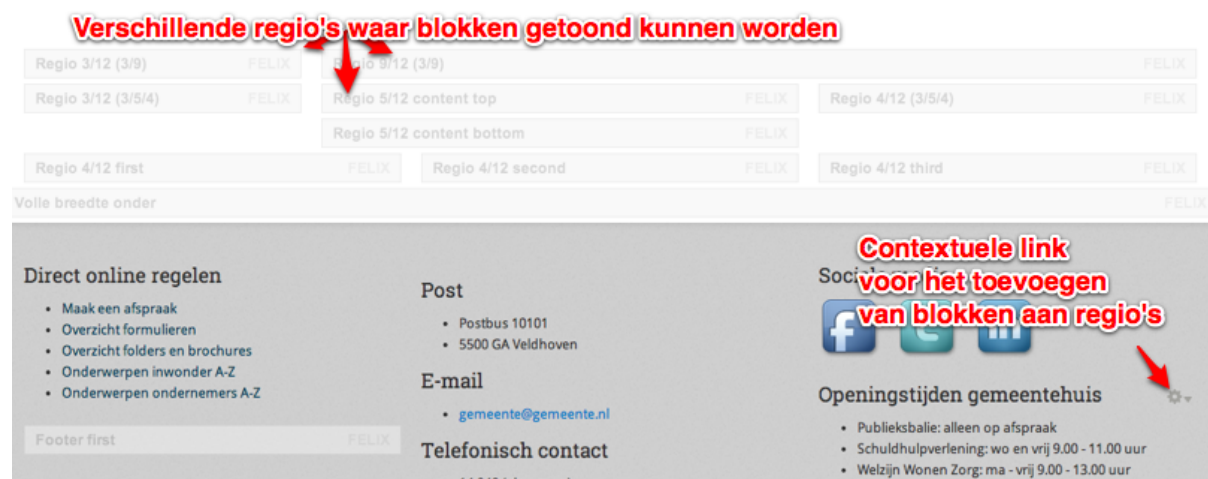 Verschillende regio's waar blokken getoond kunnen worden
Regio 3/12 (3/9) FELIX
Regio 9/12 (3/9) FELIX
Regio 3/12 (3/5/4) FELIX
Regio 5/12 content top FELIX
Regio 4/12 (3/5/4) FELIX
Regio 5/12 content bottom FELIX
Regio 4/12 first FELIX
Regio 4/12 second FELIX
Regio 4/12 third FELIX
Volle breedte onder FELIX
Direct online regelen
Maak een afspraak
Overzicht formulieren
Overzicht folders en brochures
Onderwerpen inwonder A-Z
Onderwerpen ondernemers A-Z
Footer first FELIX
Post
Postbus 10101
5500 GA Veldhoven
E-mail
gemeente@gemeente.nl
Telefonisch contact
Contextuele link
voor het toevoegen
van blokken aan regio's
Openingstijden gemeentehuis
Publieksbalie: alleen op afspraak
Schuldhulpverlening: wo en vrij 9.00 - 11.00 uur
Welzijn Wonen Zorg: ma - vrij 9.00 - 13.00 uur